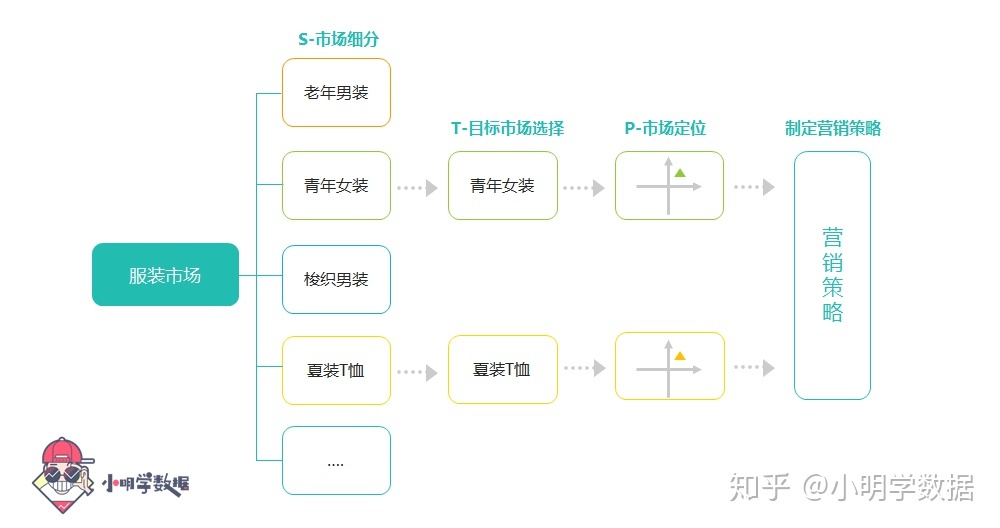 S-市场细分
老年男装
T-目标市场选择
P-市场定位
制定营销策略
青年女装
青年女装
服装市场
梭织男装
营销策略
夏装T恤
夏装T恤
....
小明学数据
知乎 @小明学数据